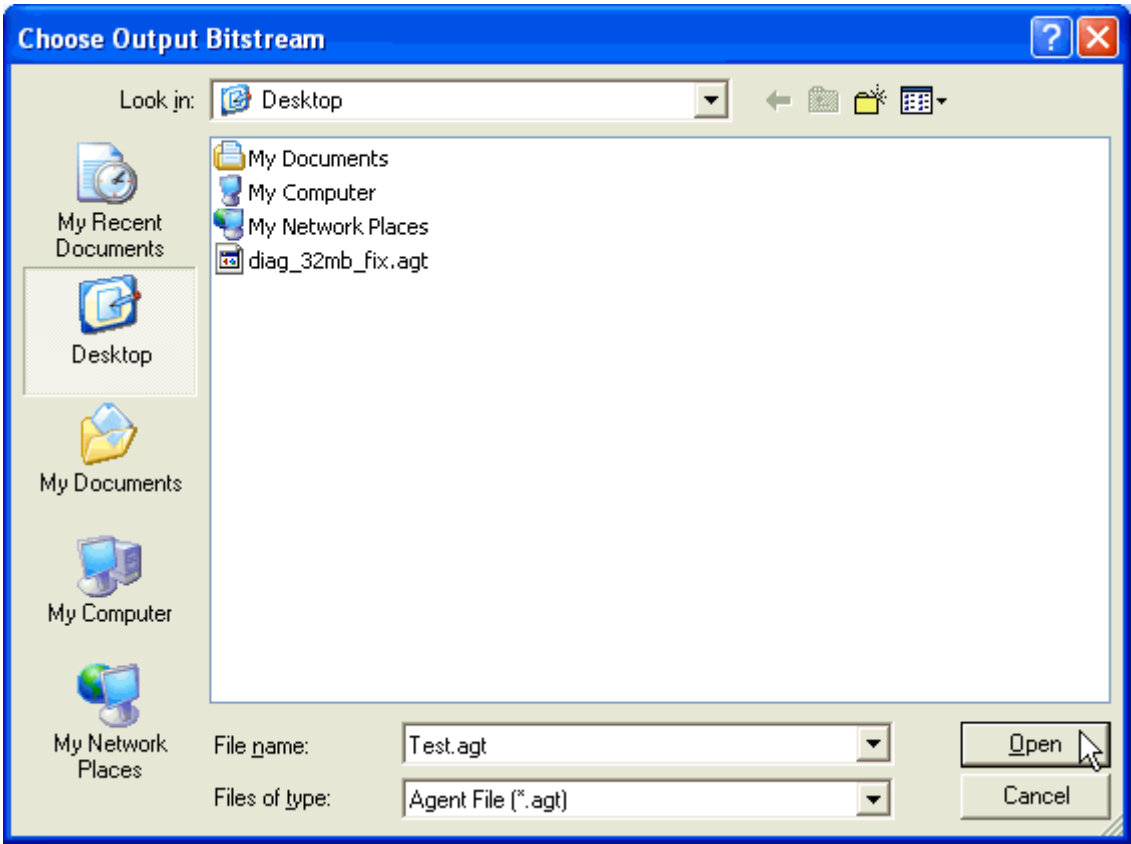 Choose Output Bitstream
Look in: Desktop
My Recent
Documents
Desktop
My Documents
My Computer
My Network
Places
My Documents
My Computer
My Network Places
diag_32mb_fix.agt
File name: Test.agt Open
Files of type: Agent File (*.agt) Cancel